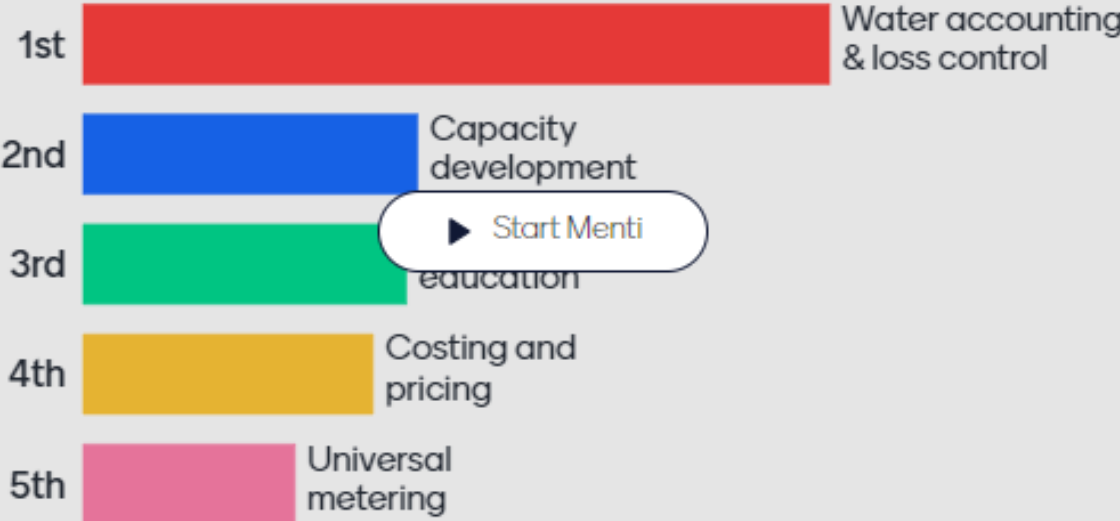 1st
Water accounting
& loss control
2nd
Capacity
development
Start Menti
3rd
education
4th
Costing and
pricing
5th
Universal
metering